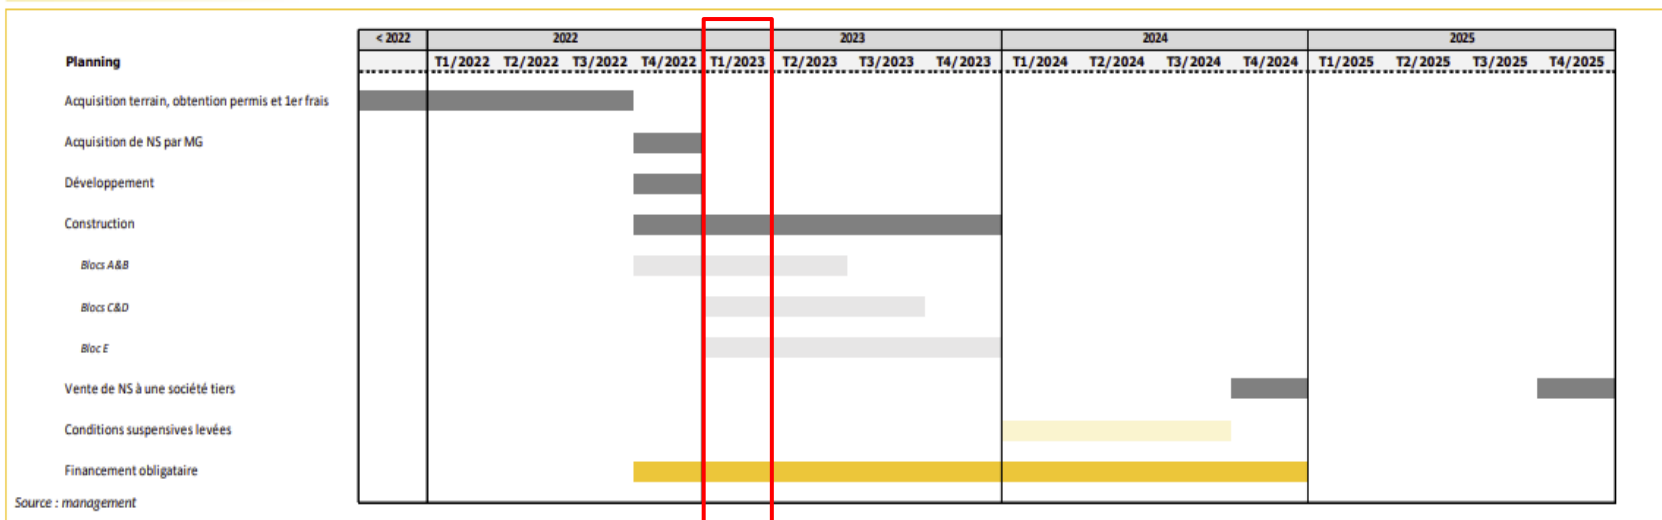 < 2022 2022 2023 2024 2025
Planning T1/2022 T2/2022 T3/2022 T4/2022 T1/2023 T2/2023 T3/2023 T4/2023 T1/2024 T2/2024 T3/2024 T4/2024 T1/2025 T2/2025 T3/2025 T4/2025
Acquisition terrain, obtention permis et 1er frais
Acquisition de NS par MG
Développement
Construction
Blocs A&B
Blocs C&D
Bloc E
Vente de NS à une société tiers
Conditions suspensives levées
Financement obligataire
Source : management